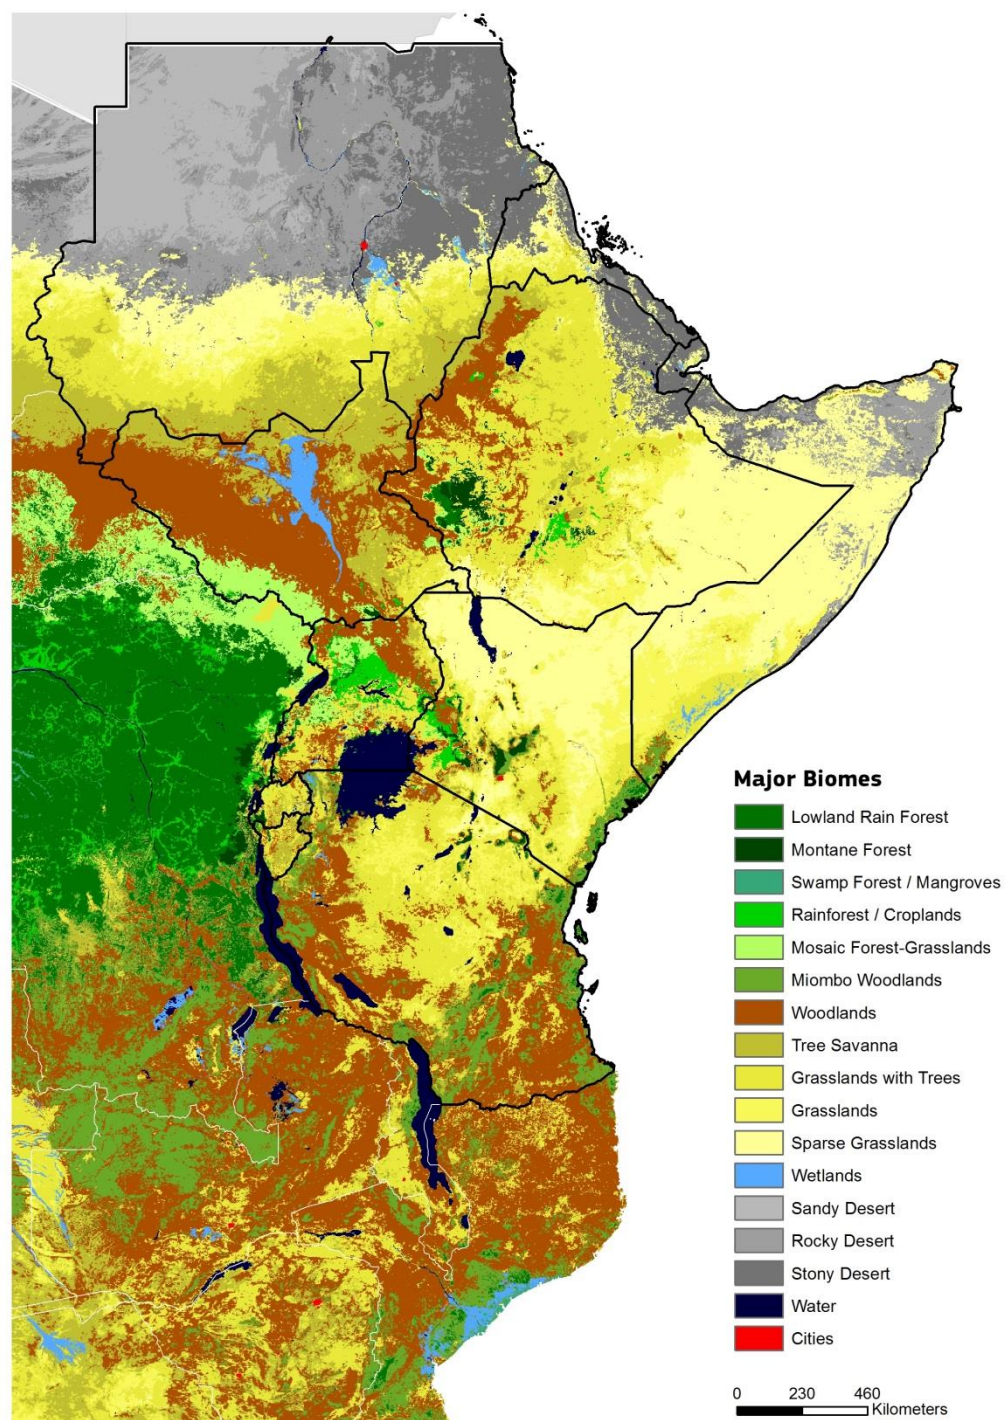 Major Biomes
Lowland Rain Forest
Montane Forest
Swamp Forest / Mangroves
Rainforest / Croplands
Mosaic Forest-Grasslands
Miombo Woodlands
Woodlands
Tree Savanna
Grasslands with Trees
Grasslands
Sparse Grasslands
Wetlands
Sandy Desert
Rocky Desert
Stony Desert
Water
Cities
0 230 460
Kilometers